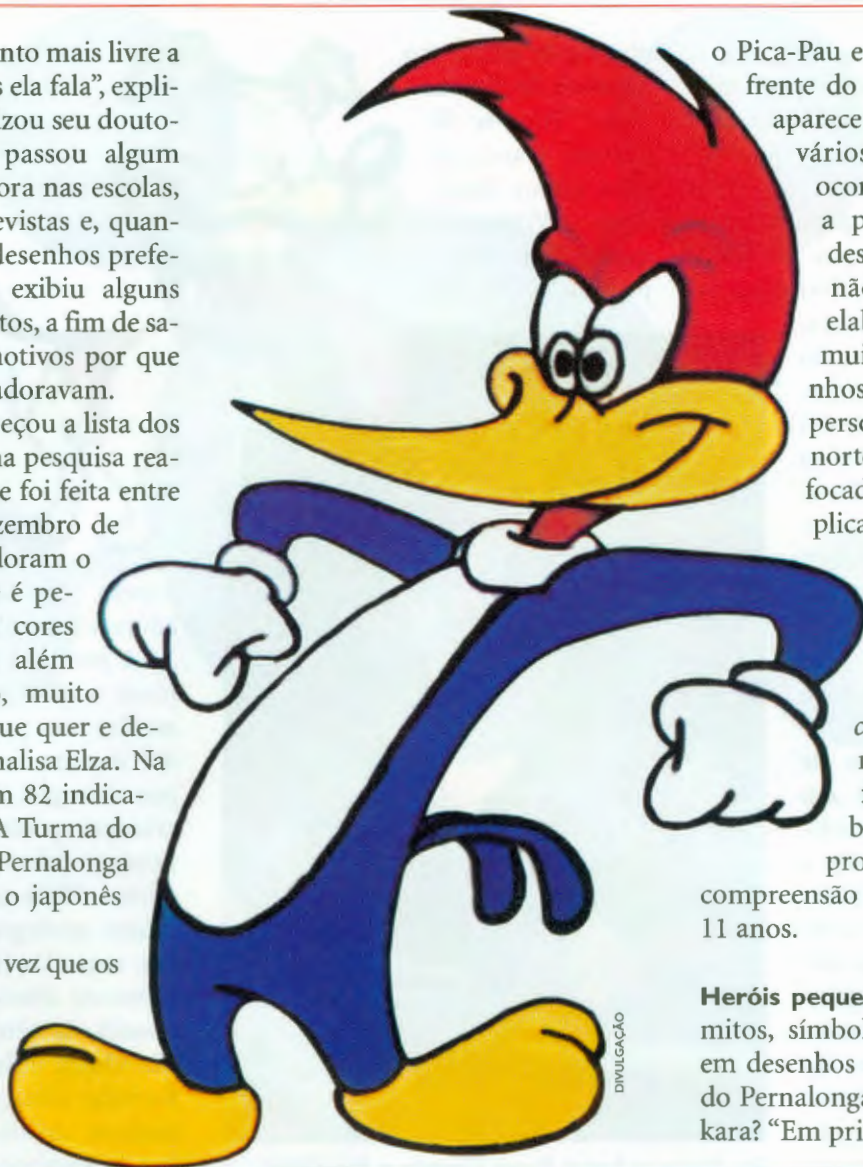 nto mais livre a
s ela fala”, expli-
zou seu douto-
passou algum
ora nas escolas,
evistas e, quan-
desenhos prefe-
exibiu alguns
tos, a fim de sa-
notivos por que
adoravam.
eçou a lista dos
na pesquisa rea-
e foi feita entre
zembro de
loram o
é pe-
cores
além
, muito
que quer e de-
nalisa Elza. Na
m 82 indica-
A Turma do
Pernalonga
o japonês
vez que os
o Pica-Pau e
frente do
aparece
vários
ocor
a p
des
não
elal
mui
nhos
perso
norte
focad
plica
c
r
b
pro
compreensão
11 anos.
Heróis peque
mitos, símbol
em desenhos
do Pernalonga
kara? “Em pri
DIVULGAÇÃO